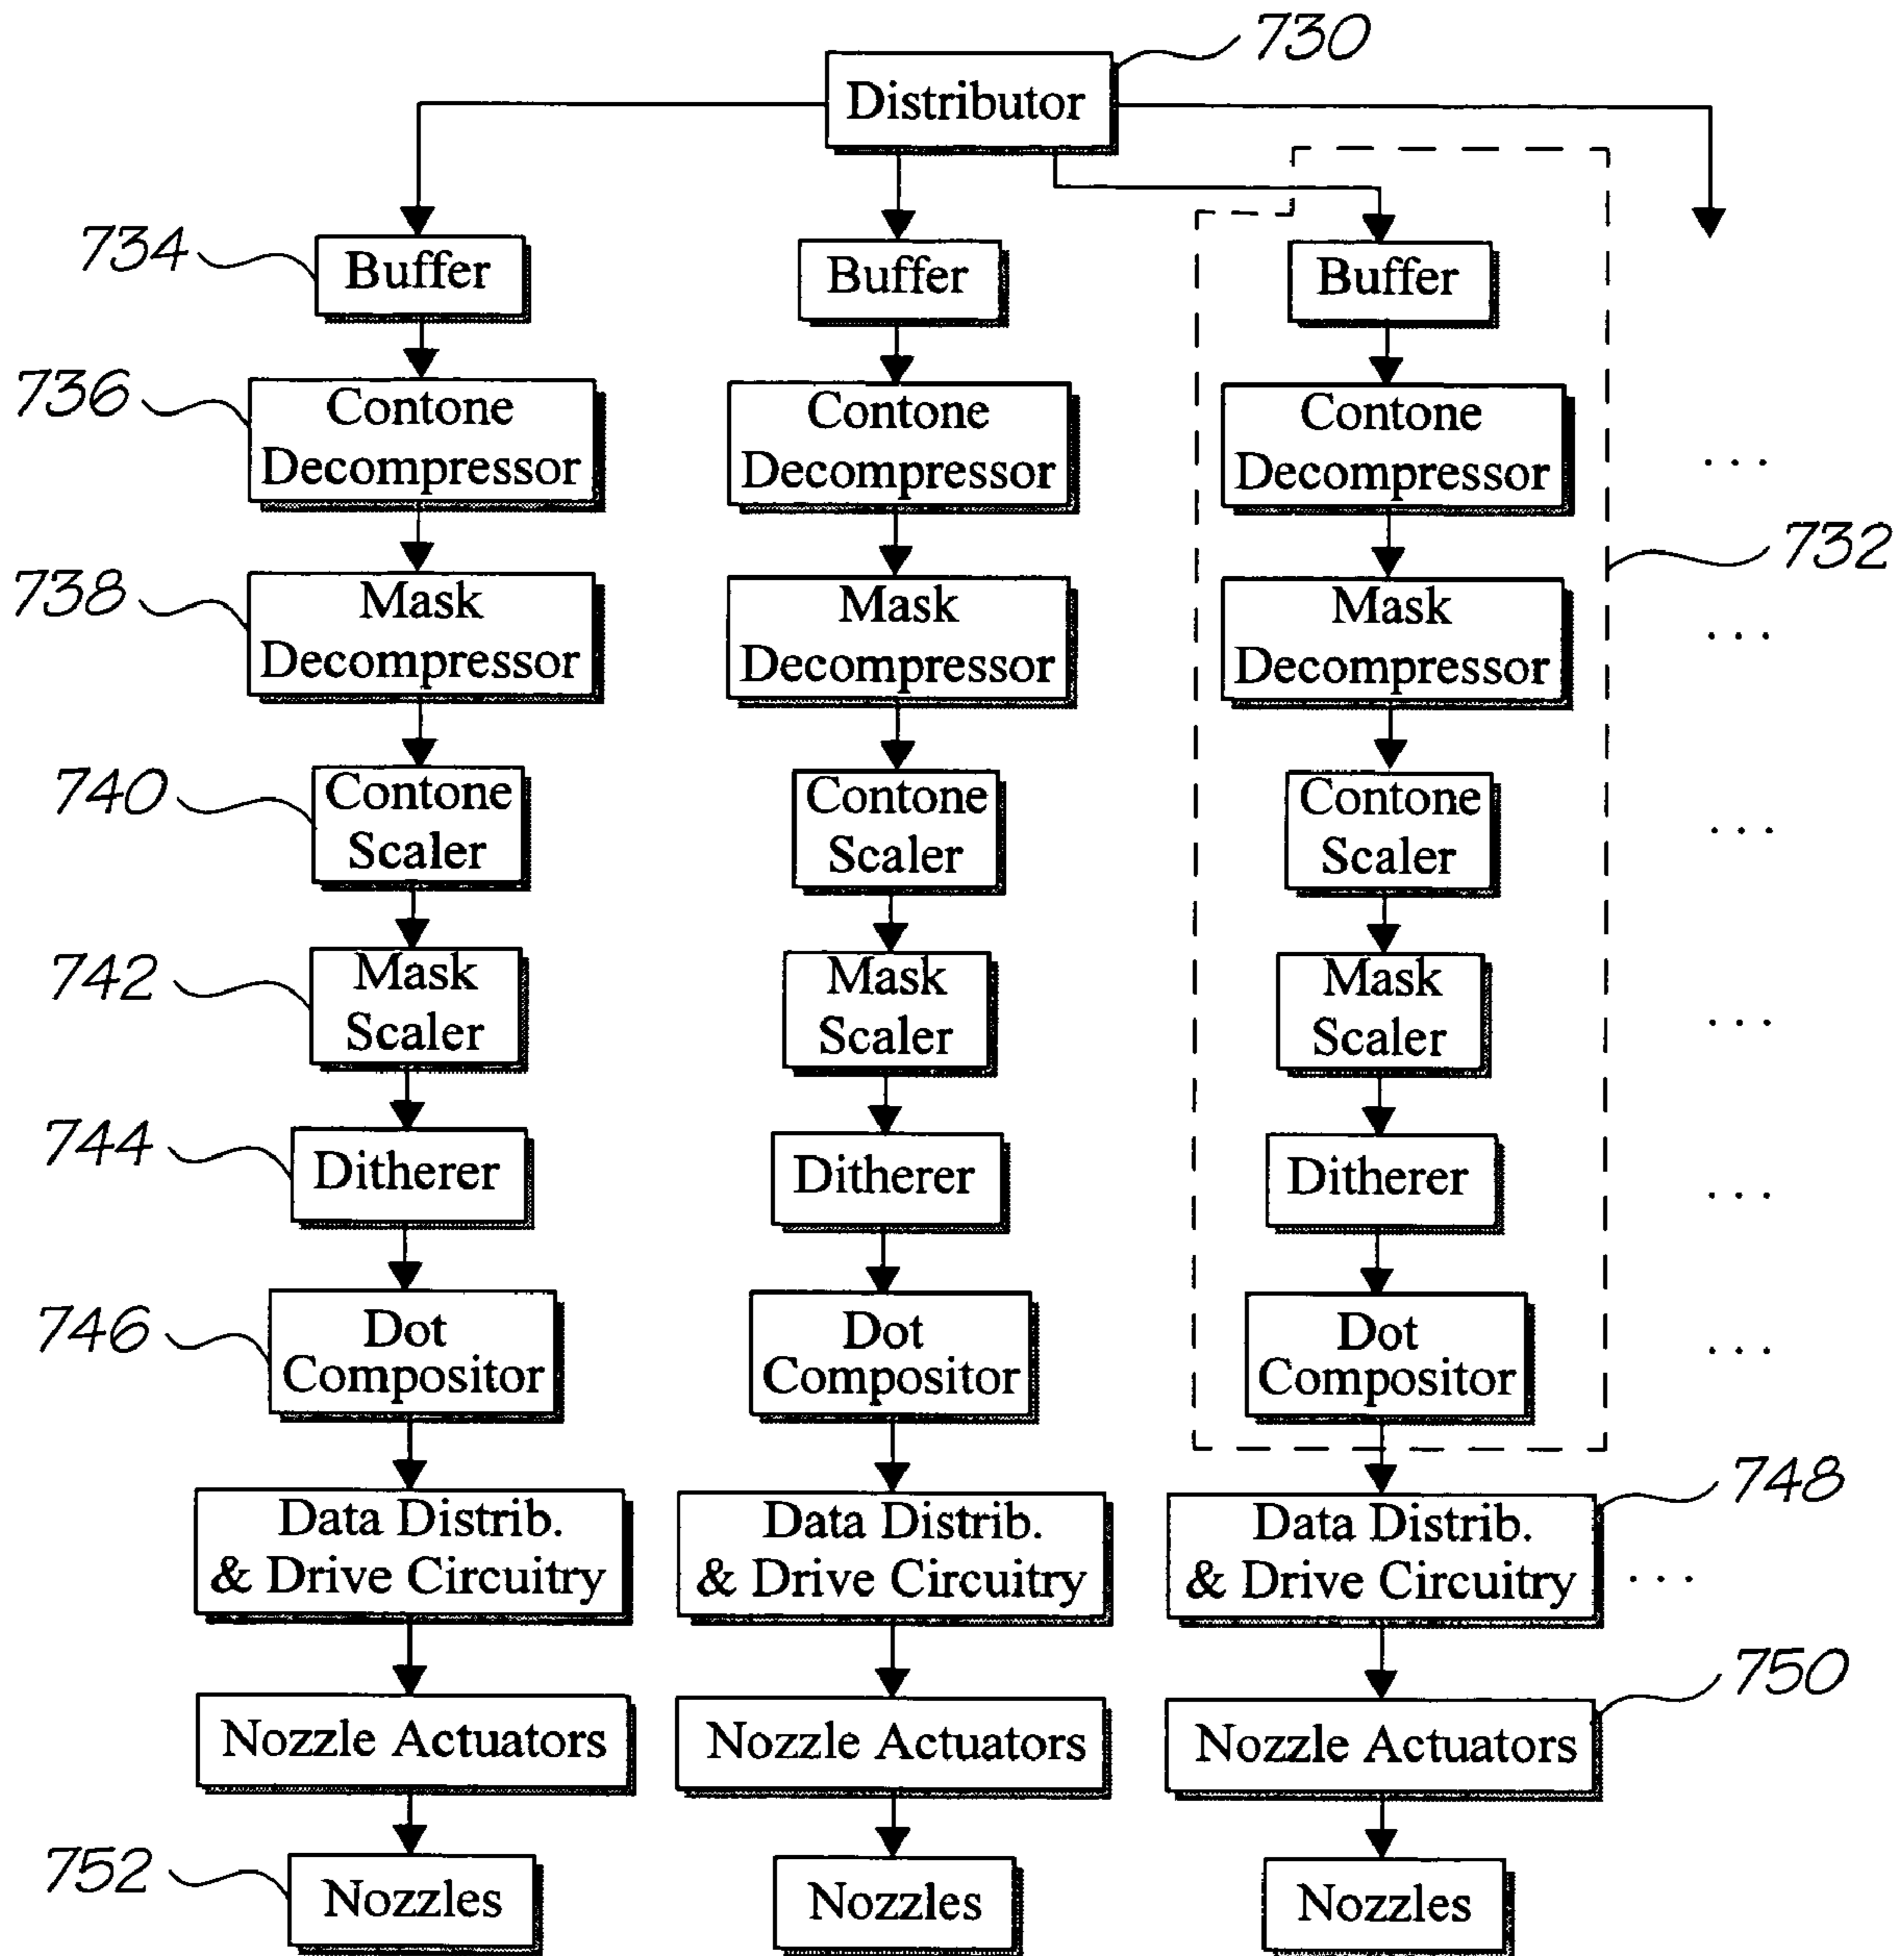 730
Distributor
734
Buffer
Buffer
Buffer
736
Contone
Decompressor
Contone
Decompressor
Contone
Decompressor
...
732
738
Mask
Decompressor
Mask
Decompressor
Mask
Decompressor
...
740
Contone
Scaler
Contone
Scaler
Contone
Scaler
...
742
Mask
Scaler
Mask
Scaler
Mask
Scaler
...
744
Ditherer
Ditherer
Ditherer
...
746
Dot
Compositor
Dot
Compositor
Dot
Compositor
...
748
Data Distrib.
& Drive Circuitry
Data Distrib.
& Drive Circuitry
Data Distrib.
& Drive Circuitry
...
750
Nozzle Actuators
Nozzle Actuators
Nozzle Actuators
752
Nozzles
Nozzles
Nozzles